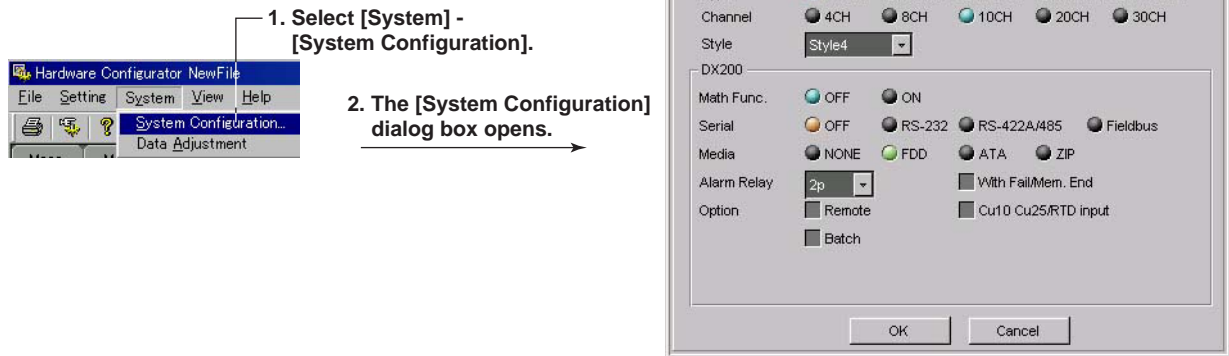 1. Select [System] -
[System Configuration].
Hardware Configurator NewFile
File Setting System View Help
System Configuration...
Data Adjustment
2. The [System Configuration]
dialog box opens.
Channel 4CH 8CH 10CH 20CH 30CH
Style Style4
DX200
Math Func. OFF ON
Serial OFF RS-232 RS-422A/485 Fieldbus
Media NONE FDD ATA ZIP
Alarm Relay 2p With Fail/Mem. End
Option Remote Cu10 Cu25/RTD input
Batch
OK Cancel